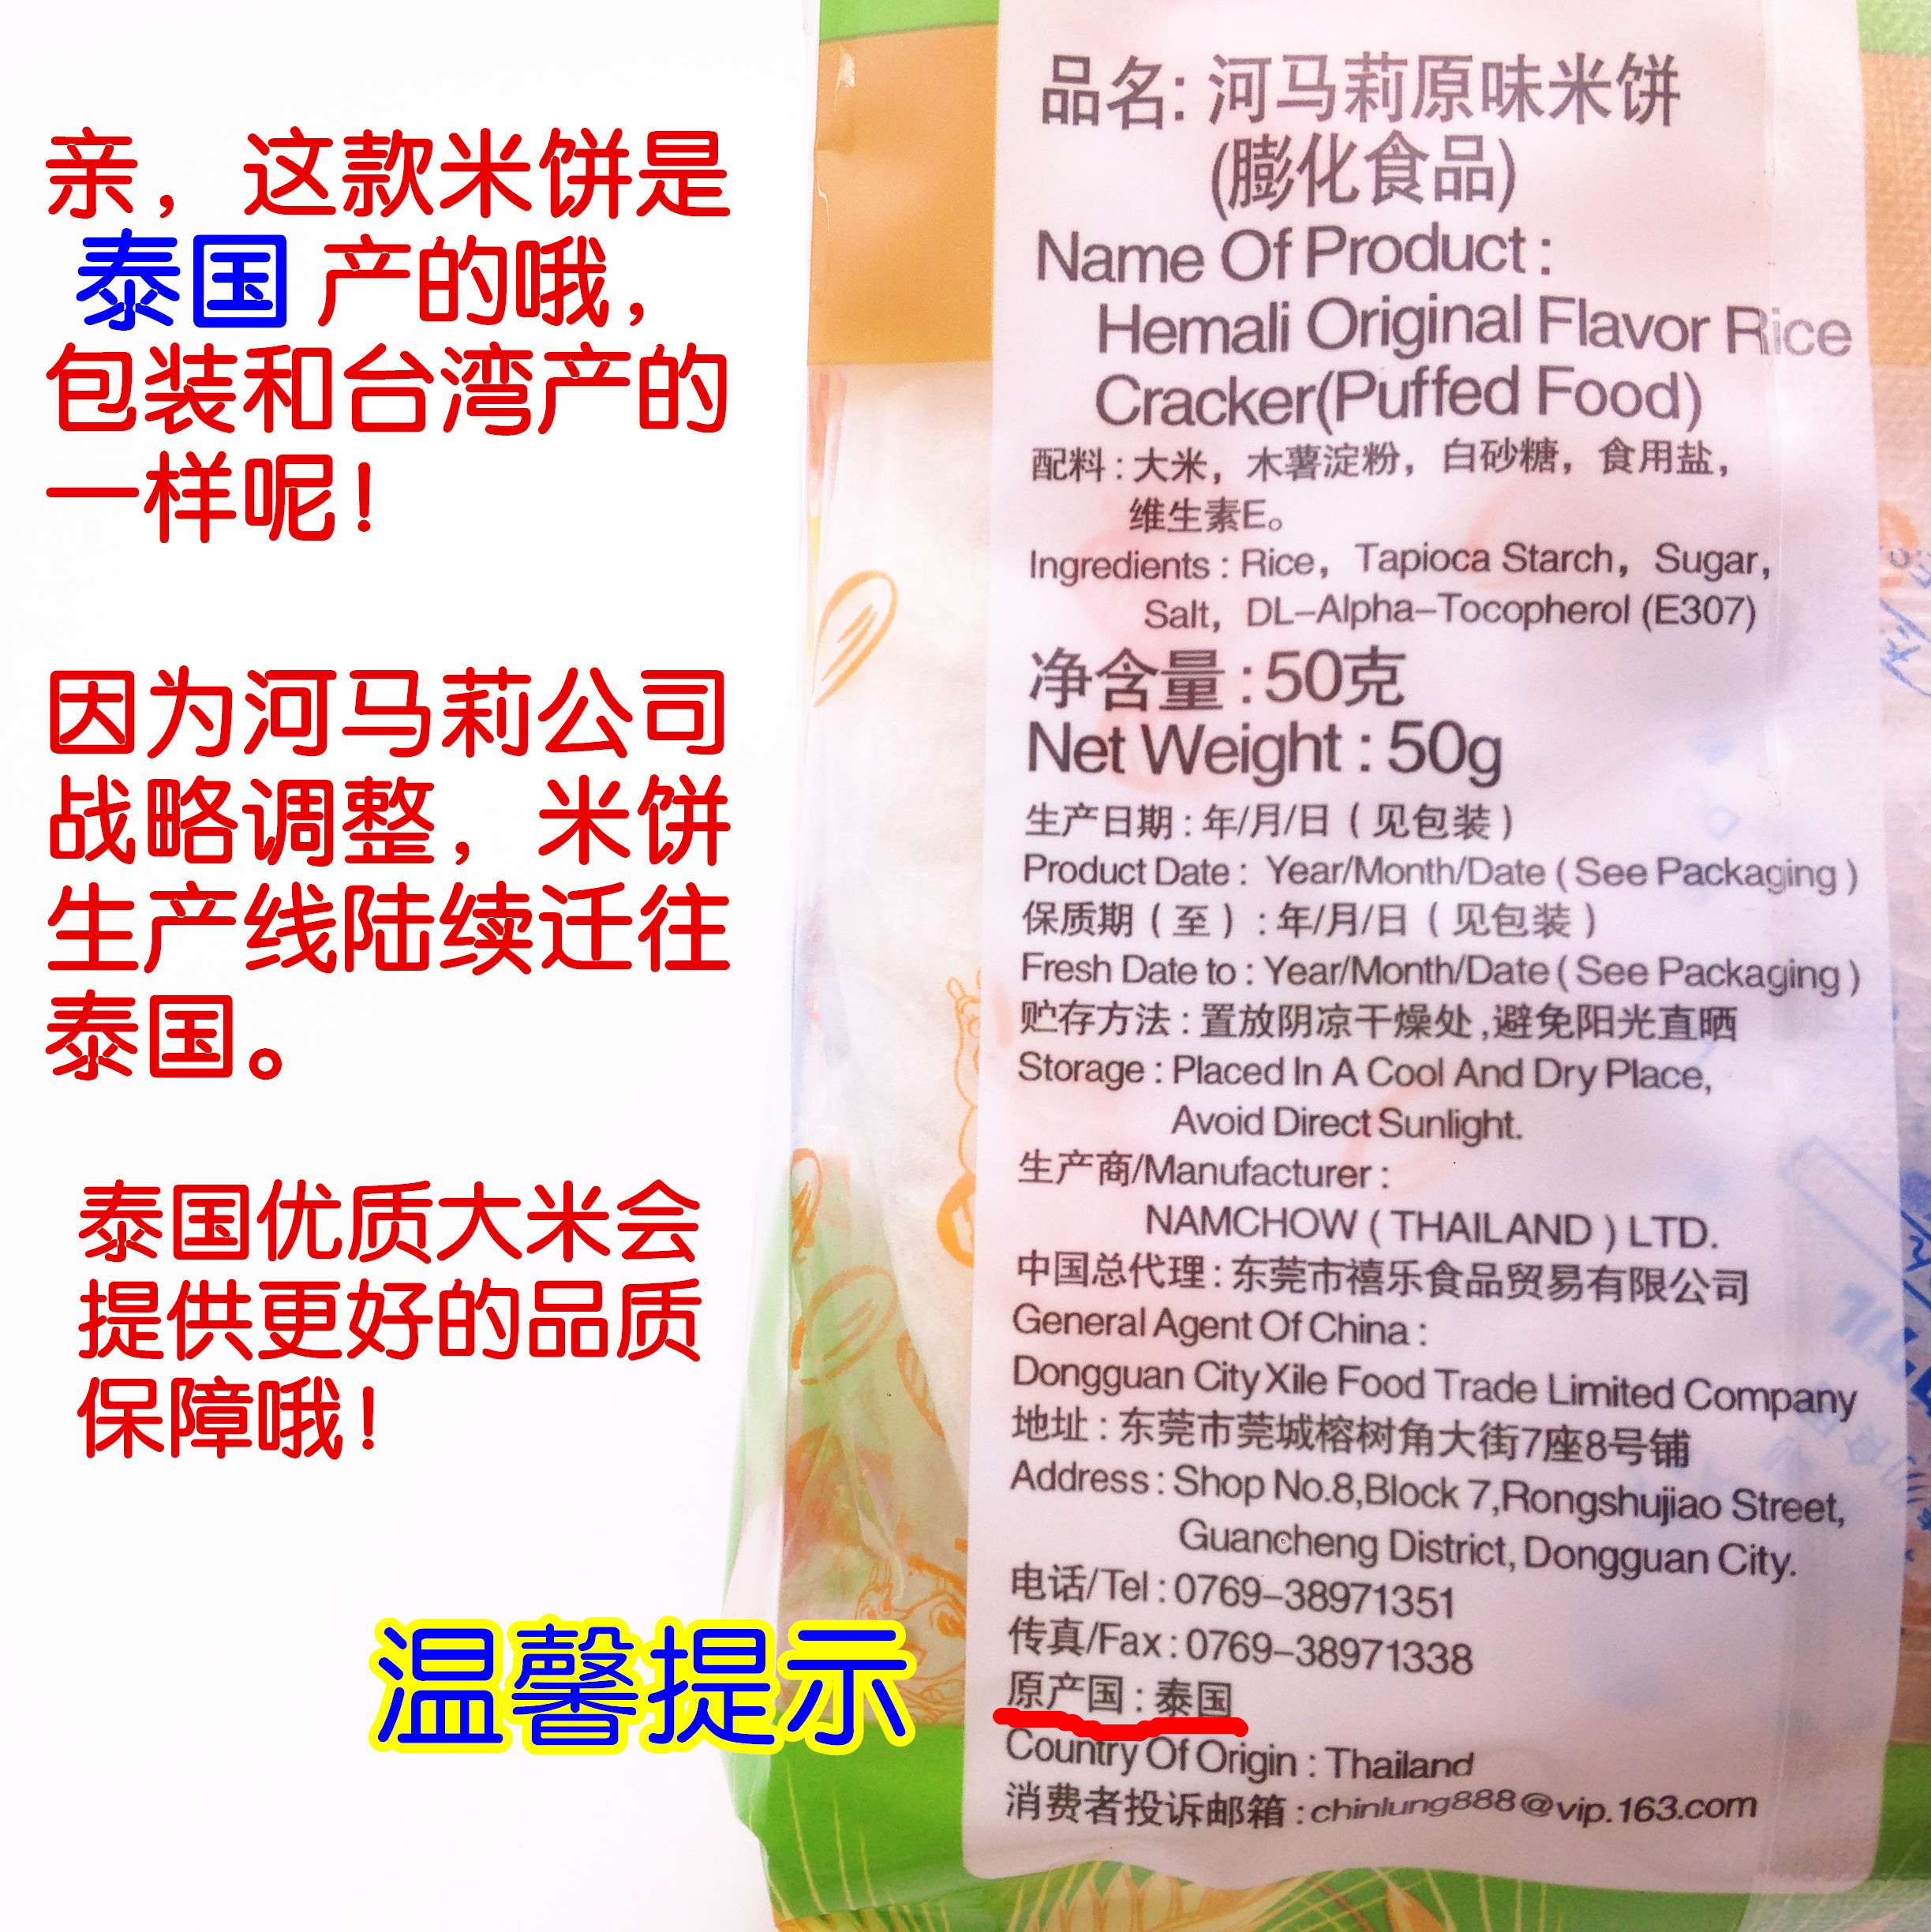 亲，这款米饼是
泰国 产的哦，
包装和台湾产的
一样呢！
因为河马莉公司
战略调整，米饼
生产线陆续迁往
泰国。
泰国优质大米会
提供更好的品质
保障哦！
温馨提示
品名：河马莉原味米饼
(膨化食品)
Name Of Product :
Hemali Original Flavor Rice
Cracker(Puffed Food)
配料：大米，木薯淀粉，白砂糖，食用盐，
维生素E。
Ingredients : Rice，Tapioca Starch，Sugar，
Salt，DL-Alpha-Tocopherol (E307)
净含量：50克
Net Weight : 50g
生产日期：年/月/日（见包装）
Product Date : Year/Month/Date ( See Packaging )
保质期（至）：年/月/日（见包装）
Fresh Date to : Year/Month/Date ( See Packaging )
贮存方法：置放阴凉干燥处,避免阳光直晒
Storage : Placed In A Cool And Dry Place,
Avoid Direct Sunlight.
生产商/Manufacturer :
NAMCHOW ( THAILAND ) LTD.
中国总代理：东莞市禧乐食品贸易有限公司
General Agent Of China :
Dongguan City Xile Food Trade Limited Company
地址：东莞市莞城榕树角大街7座8号铺
Address : Shop No.8,Block 7,Rongshujiao Street,
Guancheng District, Dongguan City.
电话/Tel : 0769-38971351
传真/Fax : 0769-38971338
原产国：泰国
Country Of Origin : Thailand
消费者投诉邮箱：chinlung888@vip.163.com